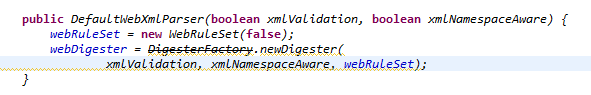 public DefaultWebXmlParser(boolean xmlValidation, boolean xmlNamespaceAware) {
webRuleSet = new WebRuleSet(false);
webDigester = DigesterFactory.newDigester(
xmlValidation, xmlNamespaceAware, webRuleSet);
}